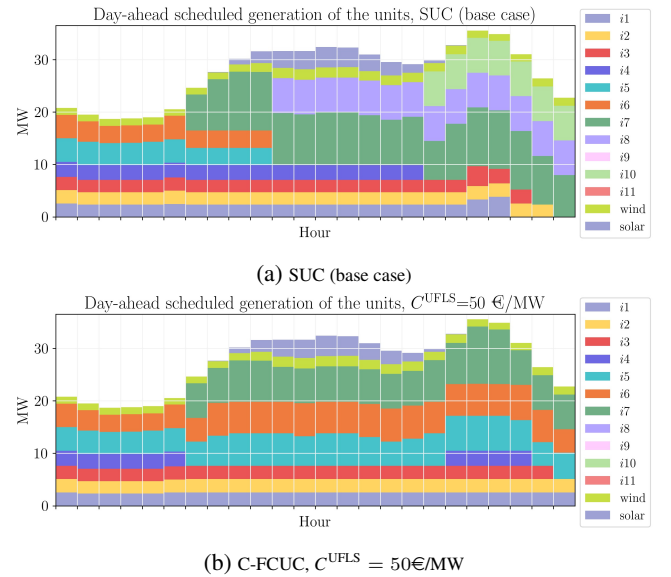 Day-ahead scheduled generation of the units, SUC (base case)
30
20
10
0
MW
Hour
i1
i2
i3
i4
i5
i6
i7
i8
i9
i10
i11
wind
solar
(a) SUC (base case)
Day-ahead scheduled generation of the units, C^UFLS=50 €/MW
30
20
10
0
MW
Hour
i1
i2
i3
i4
i5
i6
i7
i8
i9
i10
i11
wind
solar
(b) C-FCUC, C^UFLS = 50€/MW